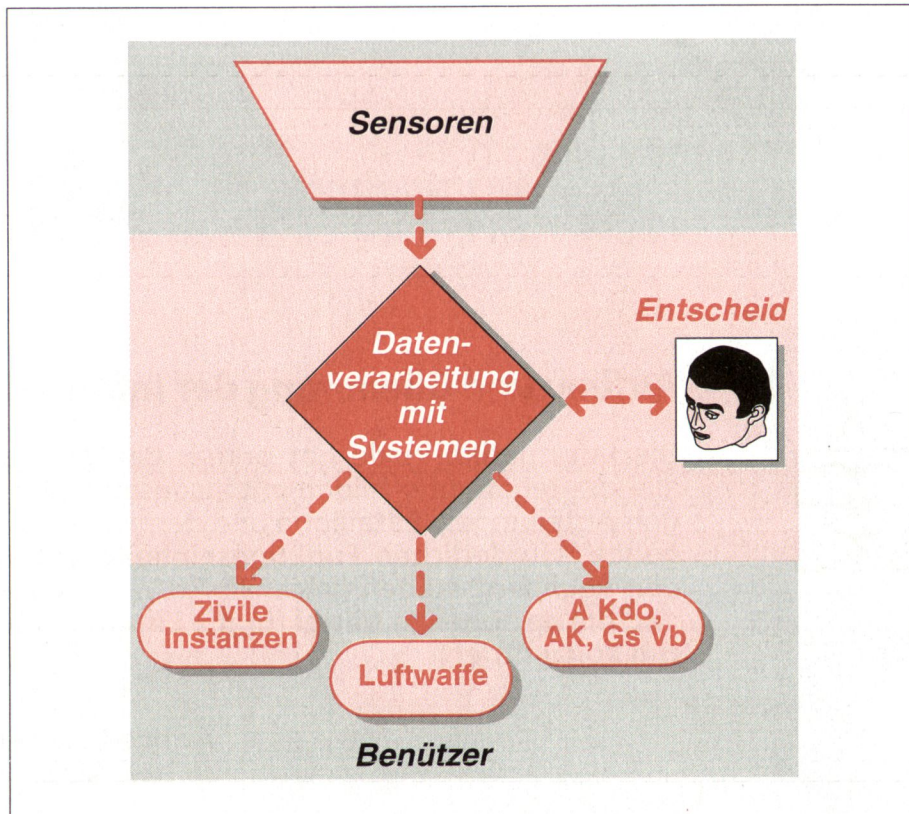 Sensoren
Entscheid
Daten-
verarbeitung
mit
Systemen
Zivile
Instanzen
Luftwaffe
A Kdo,
AK, Gs Vb
Benützer